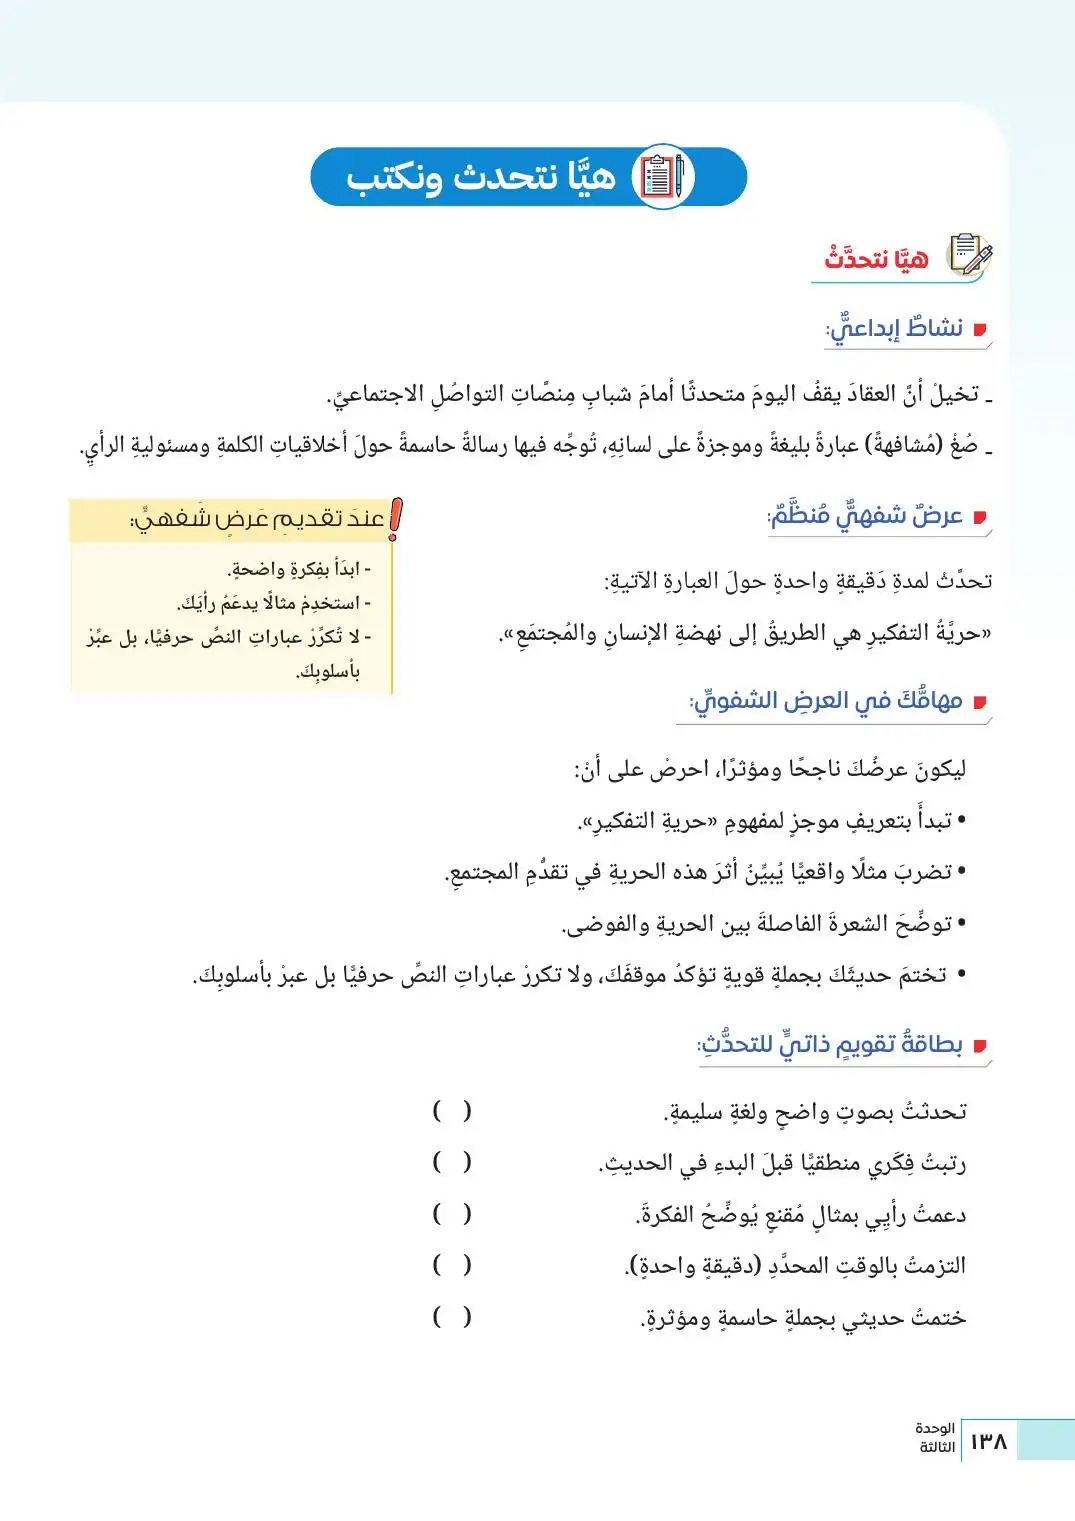 هيَّا نتحدث ونكتب
هيَّا نتحدَّثْ
نشاطٌ إبداعيٌّ:
ـ تخيلْ أنَّ العقادَ يقفُ اليومَ متحدثًا أمامَ شبابِ مِنصَّاتِ التواصُلِ الاجتماعيِّ.
ـ صُغْ (مُشافهةً) عبارةً بليغةً وموجزةً على لسانِهِ، تُوجِّه فيها رسالةً حاسمةً حولَ أخلاقياتِ الكلمةِ ومسئوليةِ الرأيِ.
عرضٌ شفهيٌّ مُنظَّمٌ:
تحدَّثْ لمدةِ دَقيقةٍ واحدةٍ حولَ العبارةِ الآتيةِ:
«حريَّةُ التفكيرِ هي الطريقُ إلى نهضةِ الإنسانِ والمُجتمَعِ».
عندَ تقديمِ عَرضٍ شَفهيٍّ:
- ابدَأ بفِكرةٍ واضحةٍ.
- استخدِمْ مثالًا يدعَمُ رأيَكَ.
- لا تُكرِّرْ عباراتِ النصِّ حرفيًّا، بل عبِّرْ
بأسلوبِكَ.
مهامُّكَ في العرضِ الشفويِّ:
ليكونَ عرضُكَ ناجحًا ومؤثرًا، احرصْ على أنْ:
• تبدأَ بتعريفٍ موجزٍ لمفهومِ «حريةِ التفكيرِ».
• تضربَ مثلًا واقعيًّا يُبيِّنُ أثرَ هذه الحريةِ في تقدُّمِ المجتمعِ.
• توضِّحَ الشعرةَ الفاصلةَ بين الحريةِ والفوضى.
• تختمَ حديثَكَ بجملةٍ قويةٍ تؤكدُ موقفَكَ، ولا تكررْ عباراتِ النصِّ حرفيًّا بل عبرْ بأسلوبِكَ.
بطاقةُ تقويمٍ ذاتيٍّ للتحدُّثِ:
تحدثتُ بصوتٍ واضحٍ ولغةٍ سليمةٍ. ( )
رتبتُ فِكَري منطقيًّا قبلَ البدءِ في الحديثِ. ( )
دعمتُ رأيِي بمثالٍ مُقنعٍ يُوضِّحُ الفكرةَ. ( )
التزمتُ بالوقتِ المحدَّدِ (دقيقةٍ واحدةٍ). ( )
ختمتُ حديثي بجملةٍ حاسمةٍ ومؤثرةٍ. ( )
١٣٨
الوحدة
الثالثة